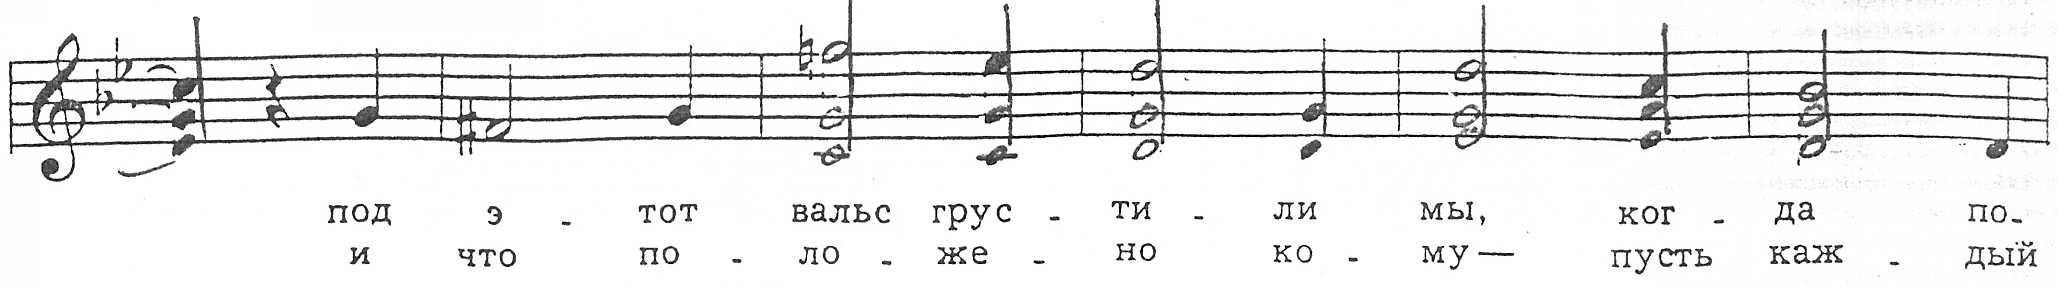 под э - тот вальс грус - ти - ли мы, ког - да по-
и что по - ло - же - но ко - му — пусть каж - дый